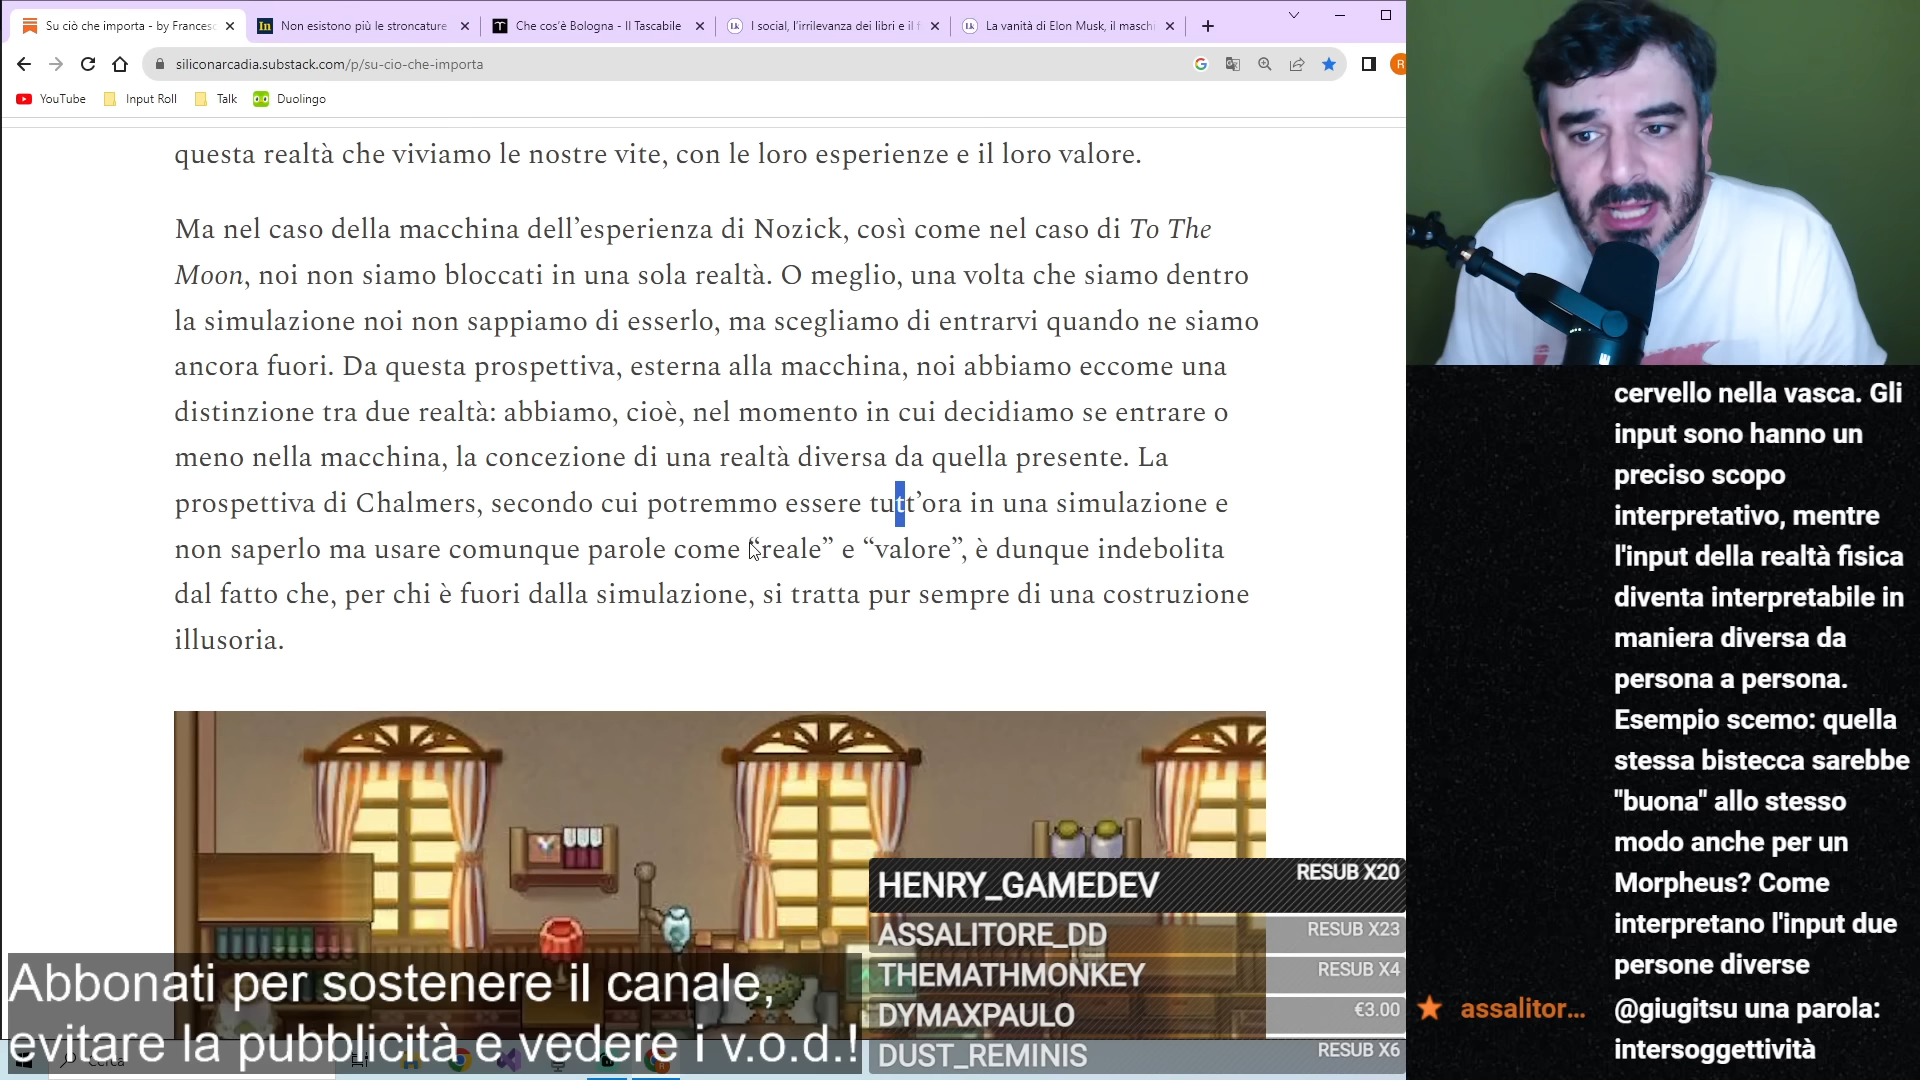 Su ciò che importa - by Francesc
Non esistono più le stroncature
Che cos'è Bologna - Il Tascabile
I social, l'irrilevanza dei libri e il f
La vanità di Elon Musk, il maschi
siliconarcadia.substack.com/p/su-cio-che-importa
YouTube
Input Roll
Talk
Duolingo
questa realtà che viviamo le nostre vite, con le loro esperienze e il loro valore.
Ma nel caso della macchina dell’esperienza di Nozick, così come nel caso di To The
Moon, noi non siamo bloccati in una sola realtà. O meglio, una volta che siamo dentro
la simulazione noi non sappiamo di esserlo, ma scegliamo di entrarvi quando ne siamo
ancora fuori. Da questa prospettiva, esterna alla macchina, noi abbiamo eccome una
distinzione tra due realtà: abbiamo, cioè, nel momento in cui decidiamo se entrare o
meno nella macchina, la concezione di una realtà diversa da quella presente. La
prospettiva di Chalmers, secondo cui potremmo essere tutt’ora in una simulazione e
non saperlo ma usare comunque parole come “reale” e “valore”, è dunque indebolita
dal fatto che, per chi è fuori dalla simulazione, si tratta pur sempre di una costruzione
illusoria.
Abbonati per sostenere il canale,
evitare la pubblicità e vedere i v.o.d.!
Cerca
HENRY_GAMEDEV RESUB X20
ASSALITORE_DD RESUB X23
THEMATHMONKEY RESUB X4
DYMAXPAULO €3.00
DUST_REMINIS RESUB X6
cervello nella vasca. Gli
input sono hanno un
preciso scopo
interpretativo, mentre
l'input della realtà fisica
diventa interpretabile in
maniera diversa da
persona a persona.
Esempio scemo: quella
stessa bistecca sarebbe
"buona" allo stesso
modo anche per un
Morpheus? Come
interpretano l'input due
persone diverse
assalitor... @giugitsu una parola:
intersoggettività